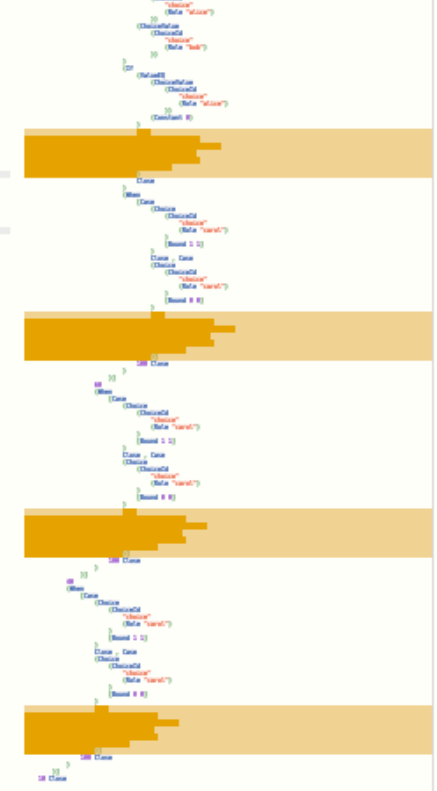 "choice"
(Role "alice")
))
(ChoiceValue
(ChoiceId
"choice"
(Role "bob")
))
)
(If
(ValueEQ
(ChoiceValue
(ChoiceId
"choice"
(Role "alice")
))
(Constant 0)
)
Close
)
(When
[Case
(Choice
(ChoiceId
"choice"
(Role "carol")
)
[Bound 1 1]
)
Close , Case
(Choice
(ChoiceId
"choice"
(Role "carol")
)
[Bound 0 0]
)
100 Close
)
)]
(When
[Case
(Choice
(ChoiceId
"choice"
(Role "carol")
)
[Bound 1 1]
)
Close , Case
(Choice
(ChoiceId
"choice"
(Role "carol")
)
[Bound 0 0]
)
100 Close
)
)]
(When
[Case
(Choice
(ChoiceId
"choice"
(Role "carol")
)
[Bound 1 1]
)
Close , Case
(Choice
(ChoiceId
"choice"
(Role "carol")
)
[Bound 0 0]
)
100 Close
)
)]
10 Close